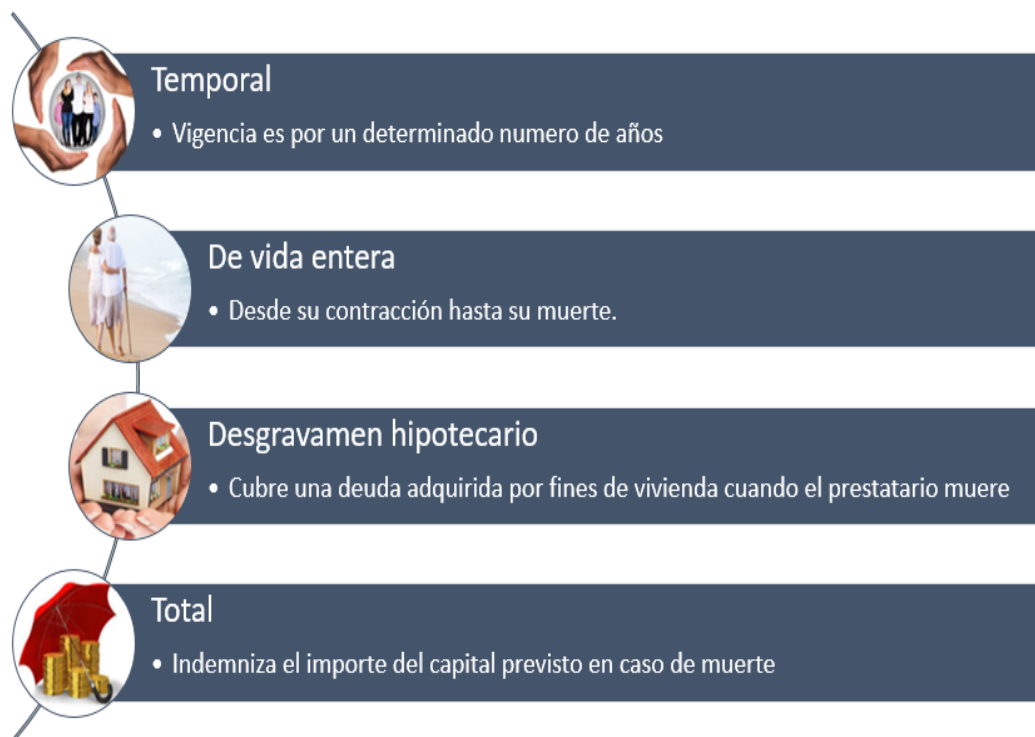 Temporal
• Vigencia es por un determinado numero de años
De vida entera
• Desde su contracción hasta su muerte.
Desgravamen hipotecario
• Cubre una deuda adquirida por fines de vivienda cuando el prestatario muere
Total
• Indemniza el importe del capital previsto en caso de muerte